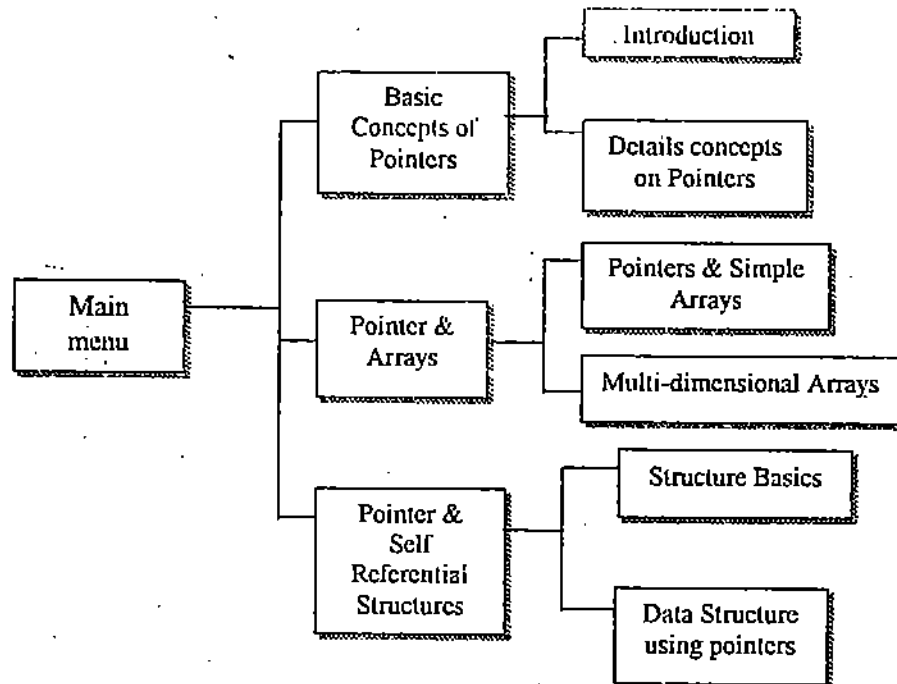 Introduction
Basic
Concepts of
Pointers
Details concepts
on Pointers
Main
menu
Pointer &
Arrays
Pointers & Simple
Arrays
Multi-dimensional Arrays
Pointer &
Self
Referential
Structures
Structure Basics
Data Structure
using pointers